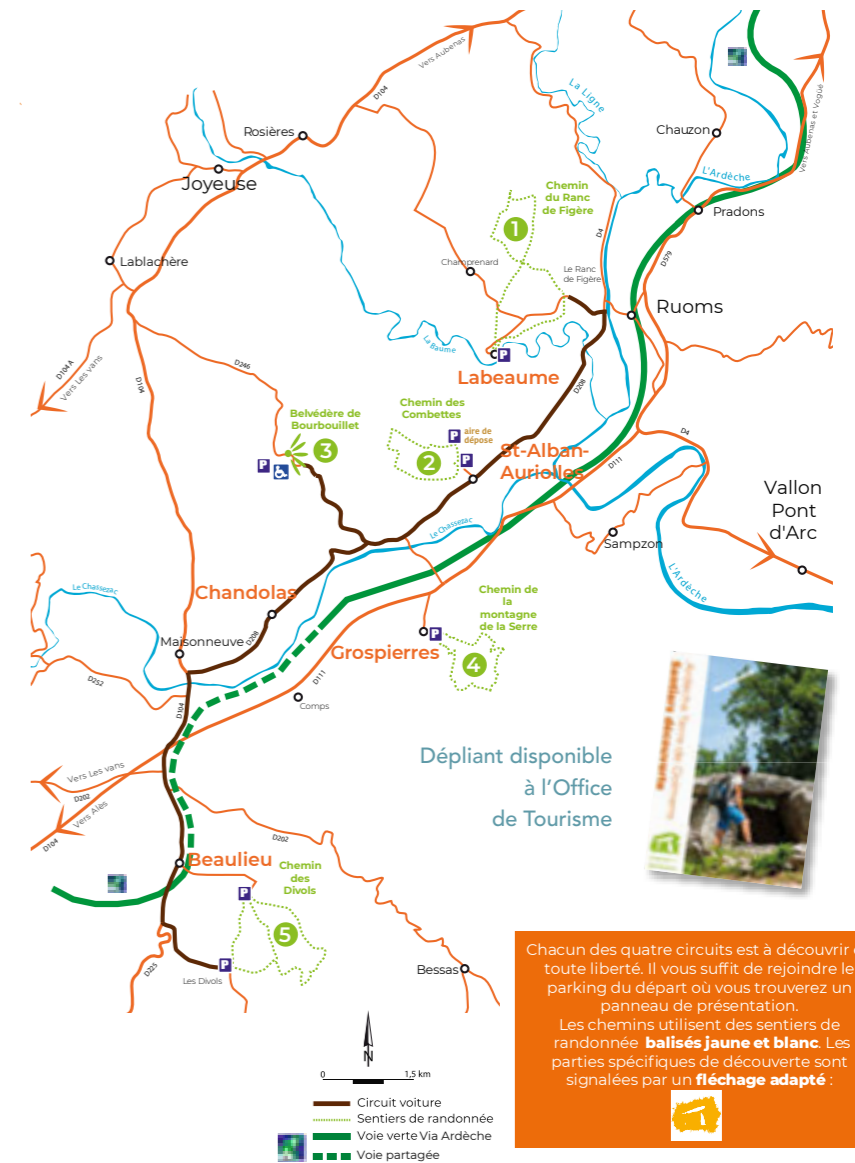 Vers Aubenas
D104
La Ligne
Rosières
Chauzon
Vers Aubenas et Vogüe
L'Ardèche
Joyeuse
Chemin
du Ranc
de Figère
1
Pradons
D4
D579
Lablachère
Champrenard
Le Ranc
de Figère
Ruoms
La Baume
P
Labeaume
D208
D104A
Vers Les vans
D104
D246
Belvédère de
Bourbouillet
3
P
Chemin des
Combettes
2
P aire de
dépose
P
St-Alban-
Auriolles
D4
D111
Vallon
Pont
d'Arc
Le Chassezac
Sampzon
L'Ardèche
Le Chassezac
Chandolas
Chemin de
la
montagne
de la Serre
Maisonneuve
D208
P
Grospierres
4
D252
D111
D104
Comps
Vers Les vans
D202
Vers Alès
D104
Dépliant disponible
à l'Office
de Tourisme
Sentiers découverte
D202
Beaulieu
Chemin
des
Divols
P
5
P
Les Divols
D225
Bessas
Chacun des quatre circuits est à découvrir
toute liberté. Il vous suffit de rejoindre le
parking du départ où vous trouverez un
panneau de présentation.
Les chemins utilisent des sentiers de
randonnée balisés jaune et blanc. Les
parties spécifiques de découverte sont
signalées par un fléchage adapté :
N
0 1,5 km
Circuit voiture
Sentiers de randonnée
Voie verte Via Ardèche
Voie partagée